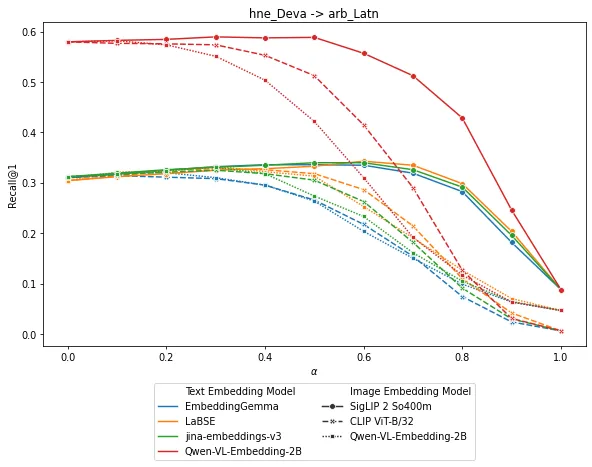 hne_Deva -> arb_Latn
Recall@1
0.6
0.5
0.4
0.3
0.2
0.1
0.0
0.0 0.2 0.4 0.6 0.8 1.0
α
Text Embedding Model Image Embedding Model
EmbeddingGemma SigLIP 2 So400m
LaBSE CLIP ViT-B/32
jina-embeddings-v3 Qwen-VL-Embedding-2B
Qwen-VL-Embedding-2B